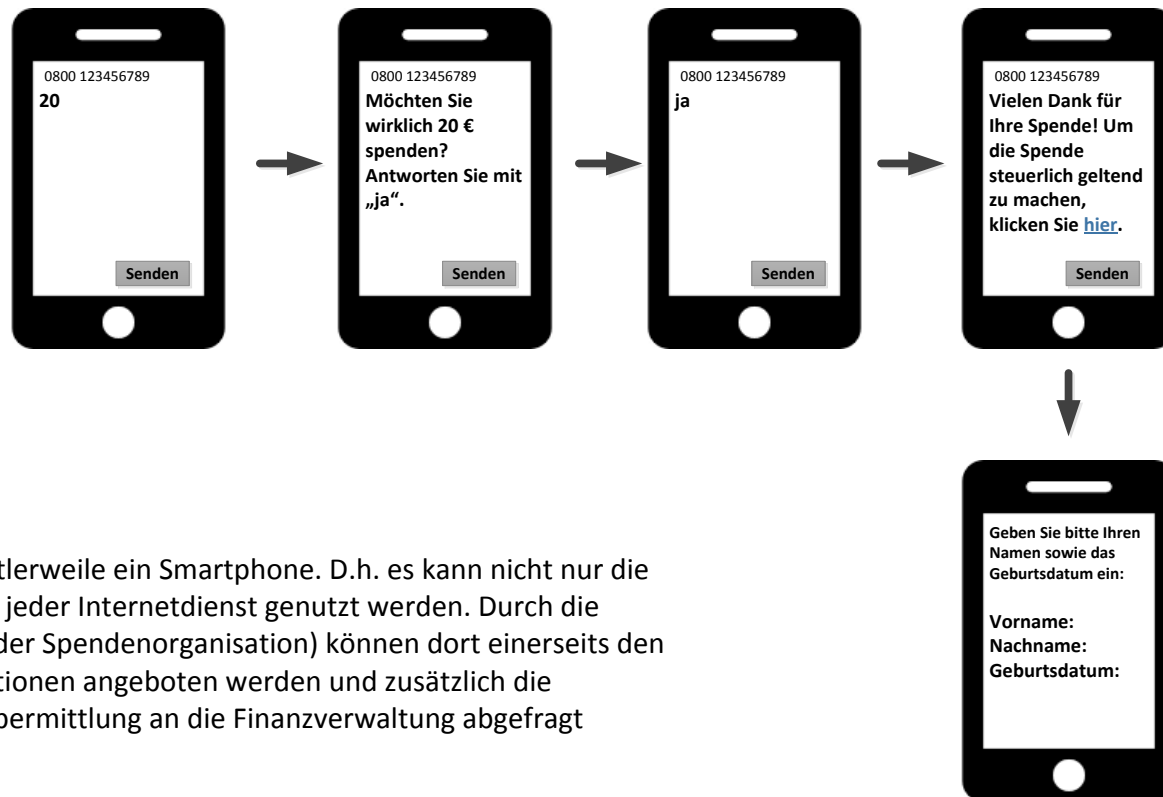 0800 123456789
20
Senden
0800 123456789
Möchten Sie
wirklich 20 €
spenden?
Antworten Sie mit
„ja“.
Senden
0800 123456789
ja
Senden
0800 123456789
Vielen Dank für
Ihre Spende! Um
die Spende
steuerlich geltend
zu machen,
klicken Sie hier.
Senden
Geben Sie bitte Ihren
Namen sowie das
Geburtsdatum ein:
Vorname:
Nachname:
Geburtsdatum:
tlerweile ein Smartphone. D.h. es kann nicht nur die
jeder Internetdienst genutzt werden. Durch die
der Spendenorganisation) können dort einerseits den
tionen angeboten werden und zusätzlich die
bermittlung an die Finanzverwaltung abgefragt